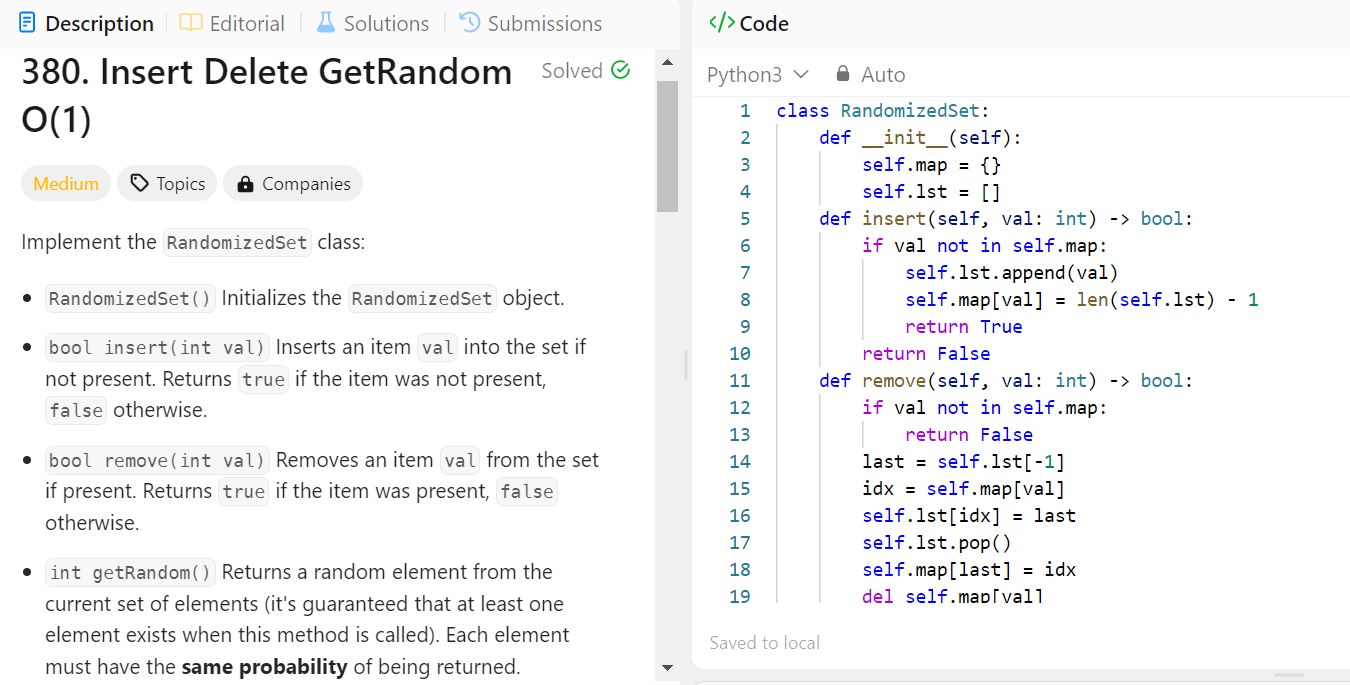 Description
Editorial
Solutions
Submissions
380. Insert Delete GetRandom
O(1)
Solved
Medium
Topics
Companies
Implement the RandomizedSet class:
RandomizedSet() Initializes the RandomizedSet object.
bool insert(int val) Inserts an item val into the set if
not present. Returns true if the item was not present,
false otherwise.
bool remove(int val) Removes an item val from the set
if present. Returns true if the item was present, false
otherwise.
int getRandom() Returns a random element from the
current set of elements (it's guaranteed that at least one
element exists when this method is called). Each element
must have the same probability of being returned.
</> Code
Python3
Auto
1 class RandomizedSet:
2     def __init__(self):
3         self.map = {}
4         self.lst = []
5     def insert(self, val: int) -> bool:
6         if val not in self.map:
7             self.lst.append(val)
8             self.map[val] = len(self.lst) - 1
9             return True
10         return False
11     def remove(self, val: int) -> bool:
12         if val not in self.map:
13             return False
14         last = self.lst[-1]
15         idx = self.map[val]
16         self.lst[idx] = last
17         self.lst.pop()
18         self.map[last] = idx
19         del self.map[val]
Saved to local